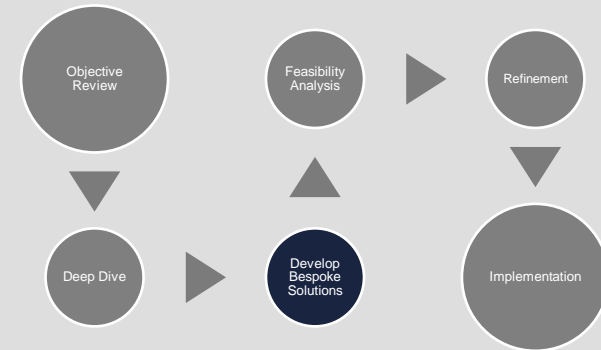 Objective
Review
Deep Dive
Develop
Bespoke
Solutions
Feasibility
Analysis
Refinement
Implementation